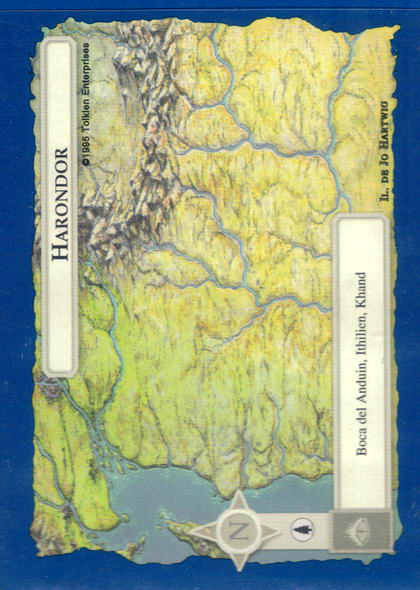 HARONDOR
©1995 Tolkien Enterprises
IL. DE JO HARTWIG
Boca del Anduin, Ithilien, Khand
N